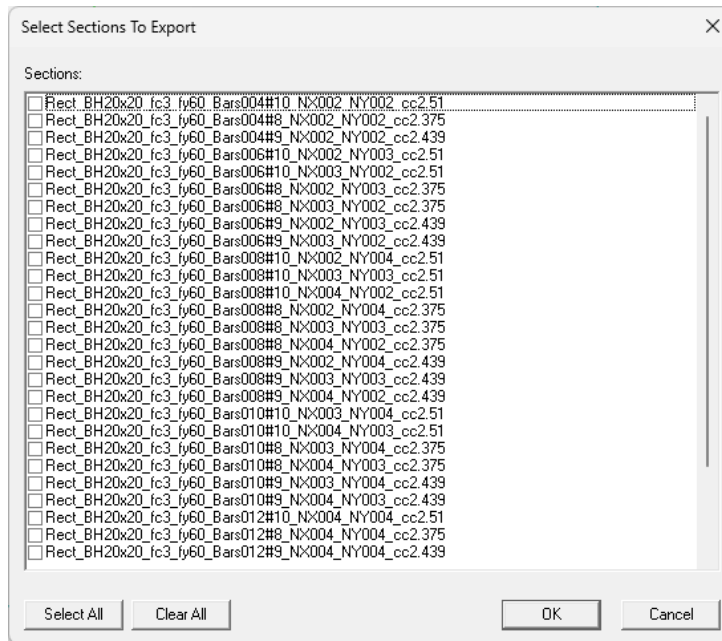 Select Sections To Export
Sections:
Rect_BH20x20_fc3_fy60_Bars004#10_NX002_NY002_cc2.51
Rect_BH20x20_fc3_fy60_Bars004#8_NX002_NY002_cc2.375
Rect_BH20x20_fc3_fy60_Bars004#9_NX002_NY002_cc2.439
Rect_BH20x20_fc3_fy60_Bars006#10_NX002_NY003_cc2.51
Rect_BH20x20_fc3_fy60_Bars006#10_NX003_NY002_cc2.51
Rect_BH20x20_fc3_fy60_Bars006#8_NX002_NY003_cc2.375
Rect_BH20x20_fc3_fy60_Bars006#8_NX003_NY002_cc2.375
Rect_BH20x20_fc3_fy60_Bars006#9_NX002_NY003_cc2.439
Rect_BH20x20_fc3_fy60_Bars006#9_NX003_NY002_cc2.439
Rect_BH20x20_fc3_fy60_Bars008#10_NX002_NY004_cc2.51
Rect_BH20x20_fc3_fy60_Bars008#10_NX003_NY003_cc2.51
Rect_BH20x20_fc3_fy60_Bars008#10_NX004_NY002_cc2.51
Rect_BH20x20_fc3_fy60_Bars008#8_NX002_NY004_cc2.375
Rect_BH20x20_fc3_fy60_Bars008#8_NX003_NY003_cc2.375
Rect_BH20x20_fc3_fy60_Bars008#8_NX004_NY002_cc2.375
Rect_BH20x20_fc3_fy60_Bars008#9_NX002_NY004_cc2.439
Rect_BH20x20_fc3_fy60_Bars008#9_NX003_NY003_cc2.439
Rect_BH20x20_fc3_fy60_Bars008#9_NX004_NY002_cc2.439
Rect_BH20x20_fc3_fy60_Bars010#10_NX003_NY004_cc2.51
Rect_BH20x20_fc3_fy60_Bars010#10_NX004_NY003_cc2.51
Rect_BH20x20_fc3_fy60_Bars010#8_NX003_NY004_cc2.375
Rect_BH20x20_fc3_fy60_Bars010#8_NX004_NY003_cc2.375
Rect_BH20x20_fc3_fy60_Bars010#9_NX003_NY004_cc2.439
Rect_BH20x20_fc3_fy60_Bars010#9_NX004_NY003_cc2.439
Rect_BH20x20_fc3_fy60_Bars012#10_NX004_NY004_cc2.51
Rect_BH20x20_fc3_fy60_Bars012#8_NX004_NY004_cc2.375
Rect_BH20x20_fc3_fy60_Bars012#9_NX004_NY004_cc2.439
Select All Clear All OK Cancel